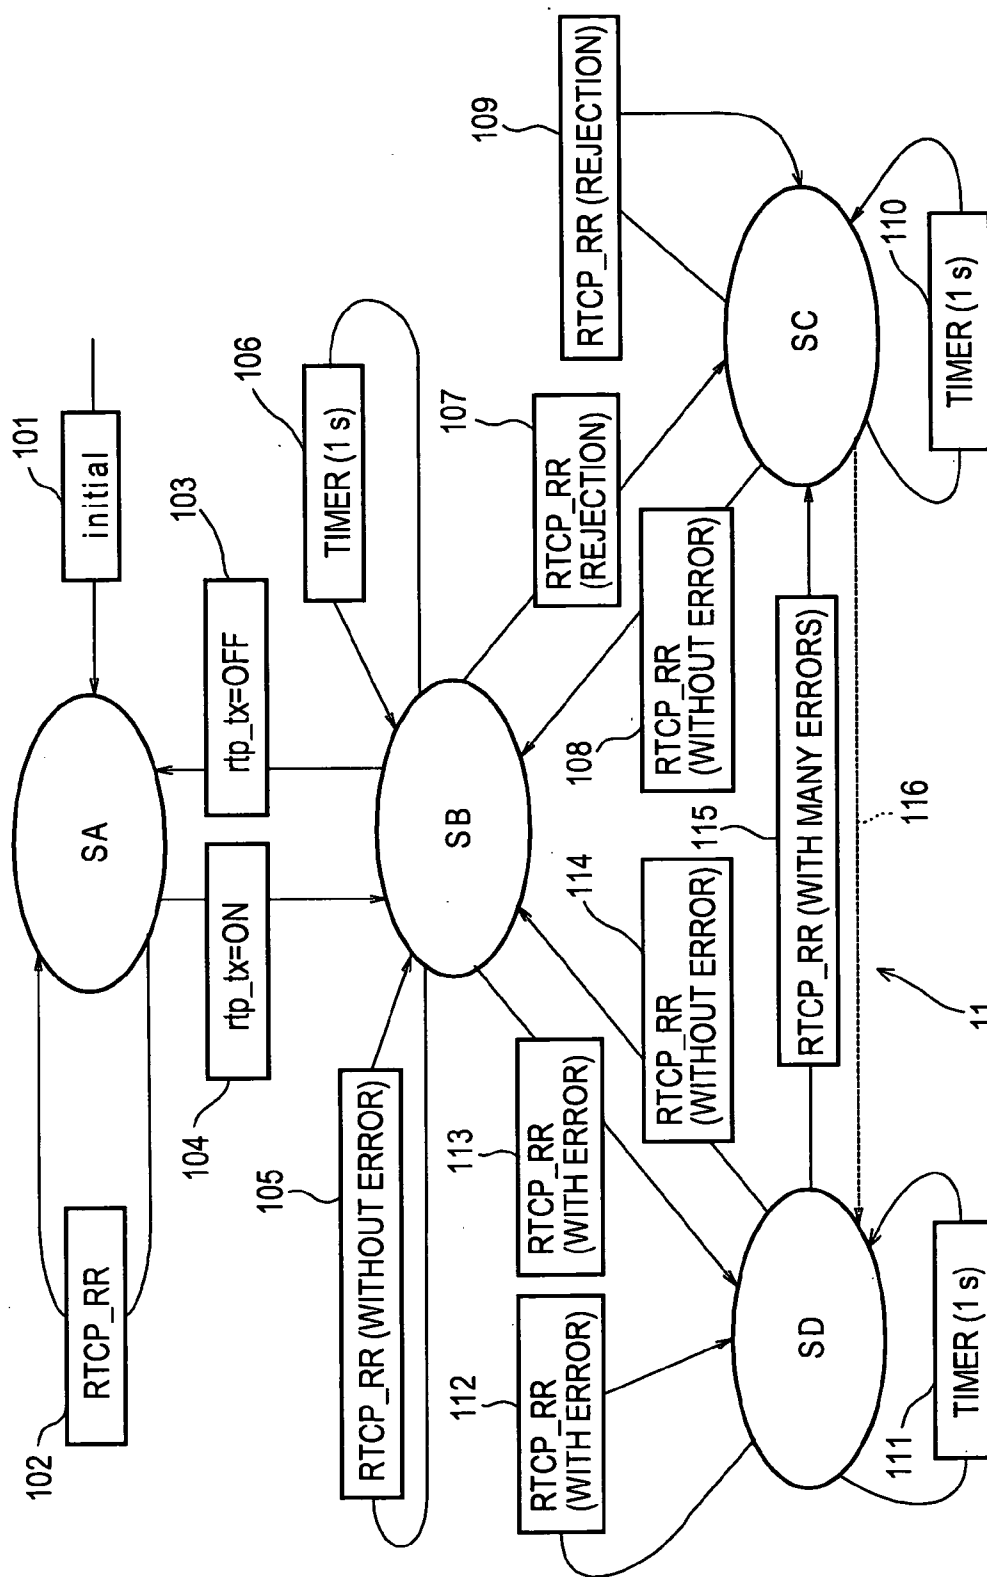 101
initial
102
RTCP_RR
SA
103
rtp_tx=OFF
104
rtp_tx=ON
105
RTCP_RR (WITHOUT ERROR)
106
TIMER (1 s)
SB
107
RTCP_RR
(REJECTION)
108
RTCP_RR
(WITHOUT ERROR)
109
RTCP_RR (REJECTION)
SC
110
TIMER (1 s)
112
RTCP_RR
(WITH ERROR)
113
RTCP_RR
(WITH ERROR)
114
RTCP_RR
(WITHOUT ERROR)
115
RTCP_RR (WITH MANY ERRORS)
116
SD
111
TIMER (1 s)
11